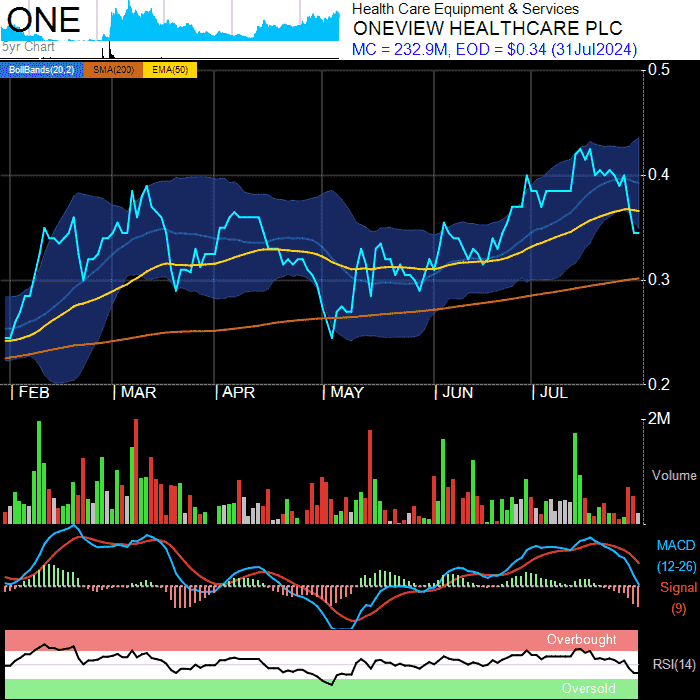 ONE
5yr Chart
Health Care Equipment & Services
ONEVIEW HEALTHCARE PLC
MC = 232.9M, EOD = $0.34 (31Jul2024)
BollBands(20,2) SMA(200) EMA(50)
0.5
0.4
0.3
0.2
FEB MAR APR MAY JUN JUL
2M
Volume
MACD
(12-26)
Signal
(9)
Overbought
RSI(14)
Oversold